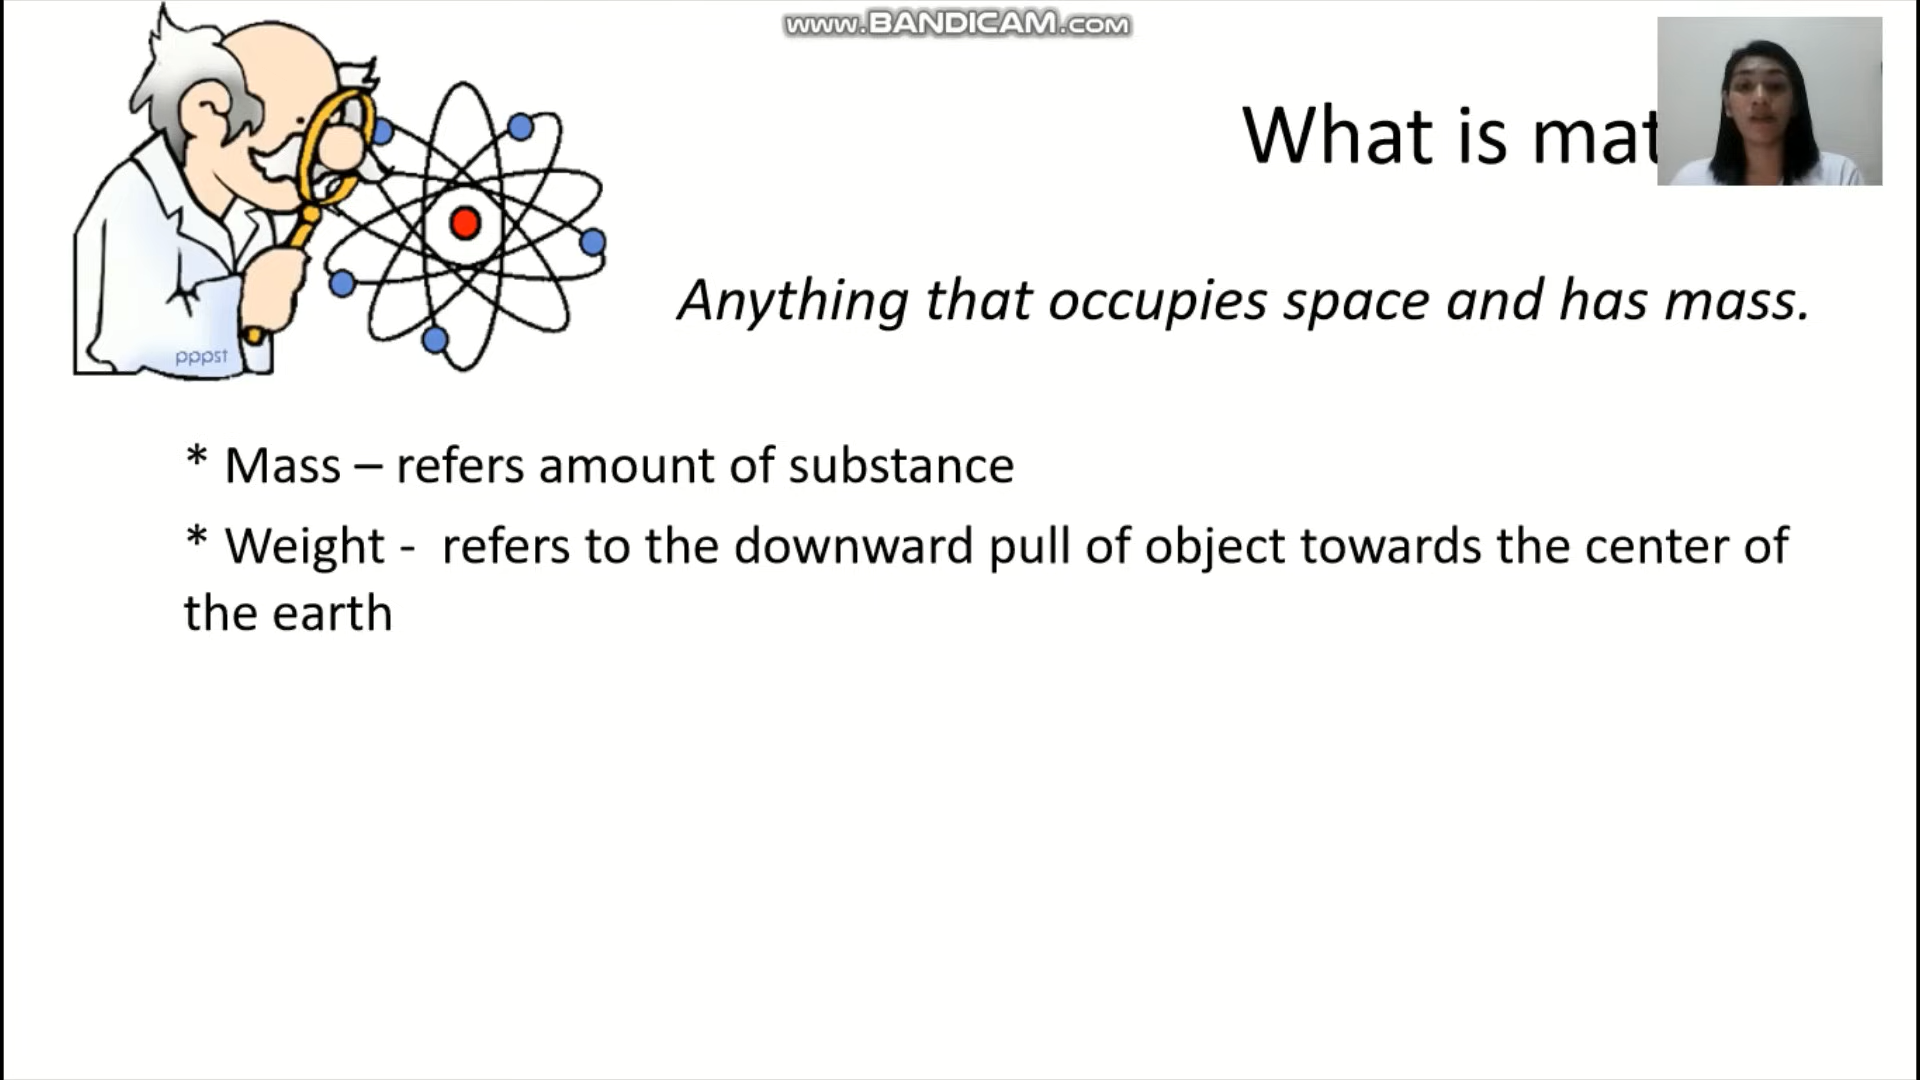 www.BANDICAM.com
What is mat
Anything that occupies space and has mass.
pppst
* Mass – refers amount of substance
* Weight - refers to the downward pull of object towards the center of
the earth